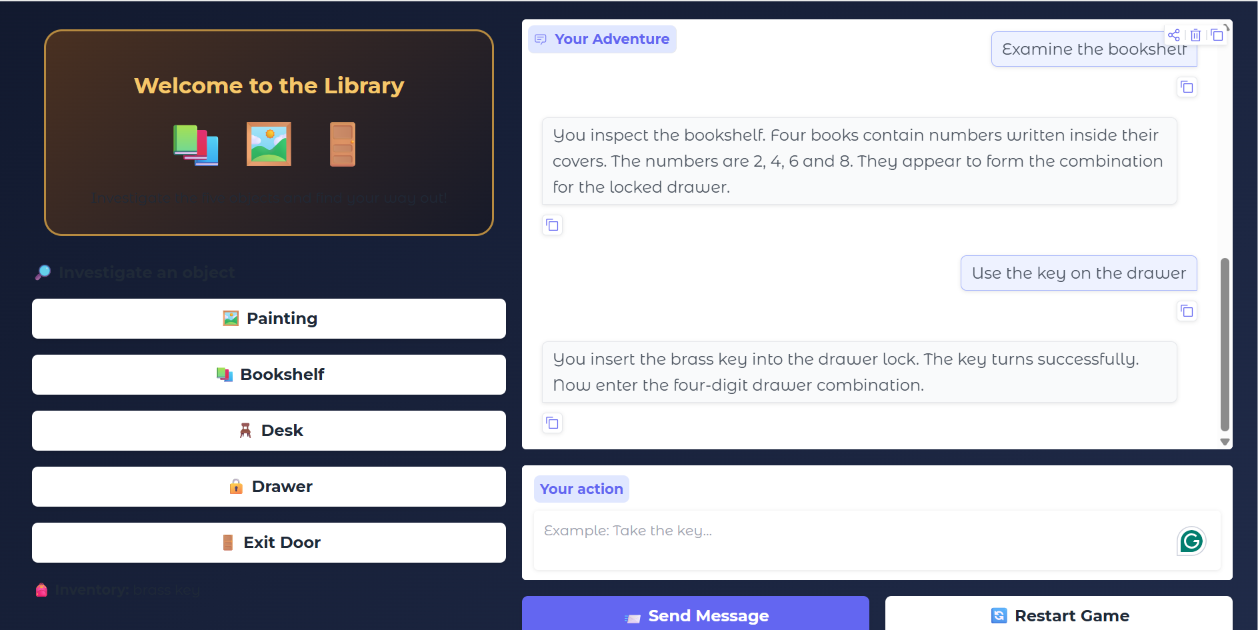 Welcome to the Library
Investigate an object
Painting
Bookshelf
Desk
Drawer
Exit Door
Inventory:
Your Adventure
Examine the bookshelf
You inspect the bookshelf. Four books contain numbers written inside their
covers. The numbers are 2, 4, 6 and 8. They appear to form the combination
for the locked drawer.
Use the key on the drawer
You insert the brass key into the drawer lock. The key turns successfully.
Now enter the four-digit drawer combination.
Your action
Example: Take the key...
Send Message
Restart Game